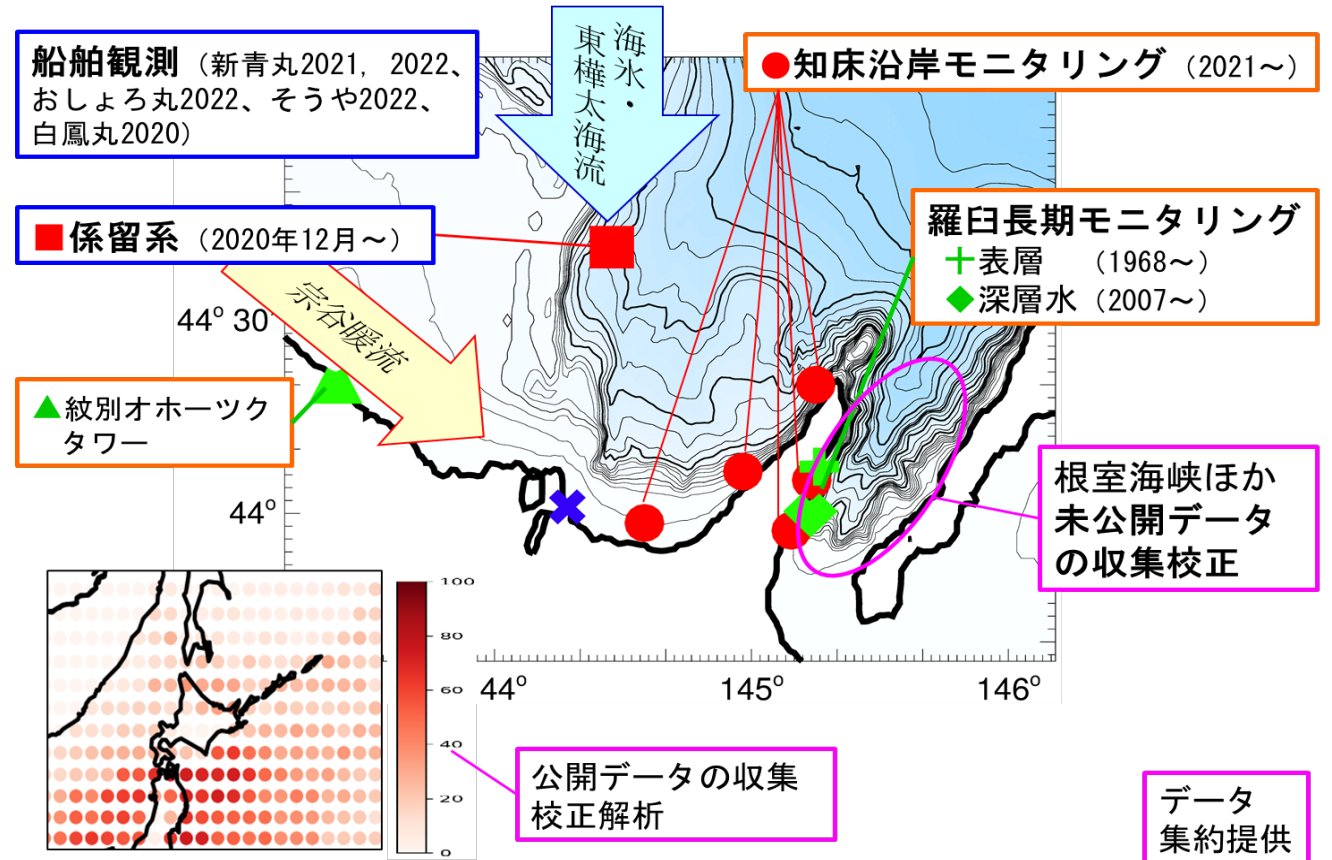 船舶観測（新青丸2021, 2022、
おしょろ丸2022、そうや2022、
白鳳丸2020）
海氷・
東樺太海流
●知床沿岸モニタリング（2021～）
■係留系（2020年12月～）
羅臼長期モニタリング
＋表層　（1968～）
◆深層水（2007～）
宗谷暖流
44° 30′
▲紋別オホーツク
タワー
44°
根室海峡ほか
未公開データ
の収集校正
100
80
60
40
20
0
44°
145°
146°
公開データの収集
校正解析
データ
集約提供